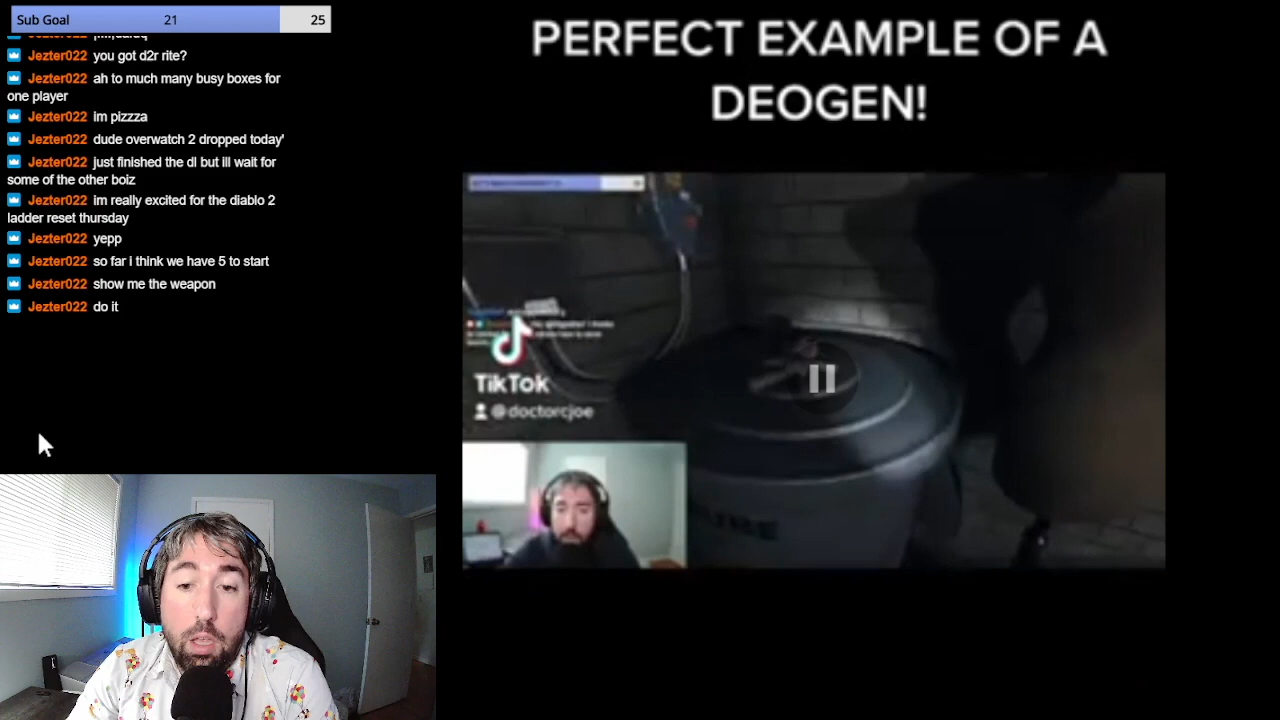 Sub Goal 21 25
Jezter022 you got d2r rite?
Jezter022 ah to much many busy boxes for
one player
Jezter022 im pizzza
Jezter022 dude overwatch 2 dropped today'
Jezter022 just finished the dl but ill wait for
some of the other boiz
Jezter022 im really excited for the diablo 2
ladder reset thursday
Jezter022 yepp
Jezter022 so far i think we have 5 to start
Jezter022 show me the weapon
Jezter022 do it
PERFECT EXAMPLE OF A
DEOGEN!
TikTok
@doctorcjoe